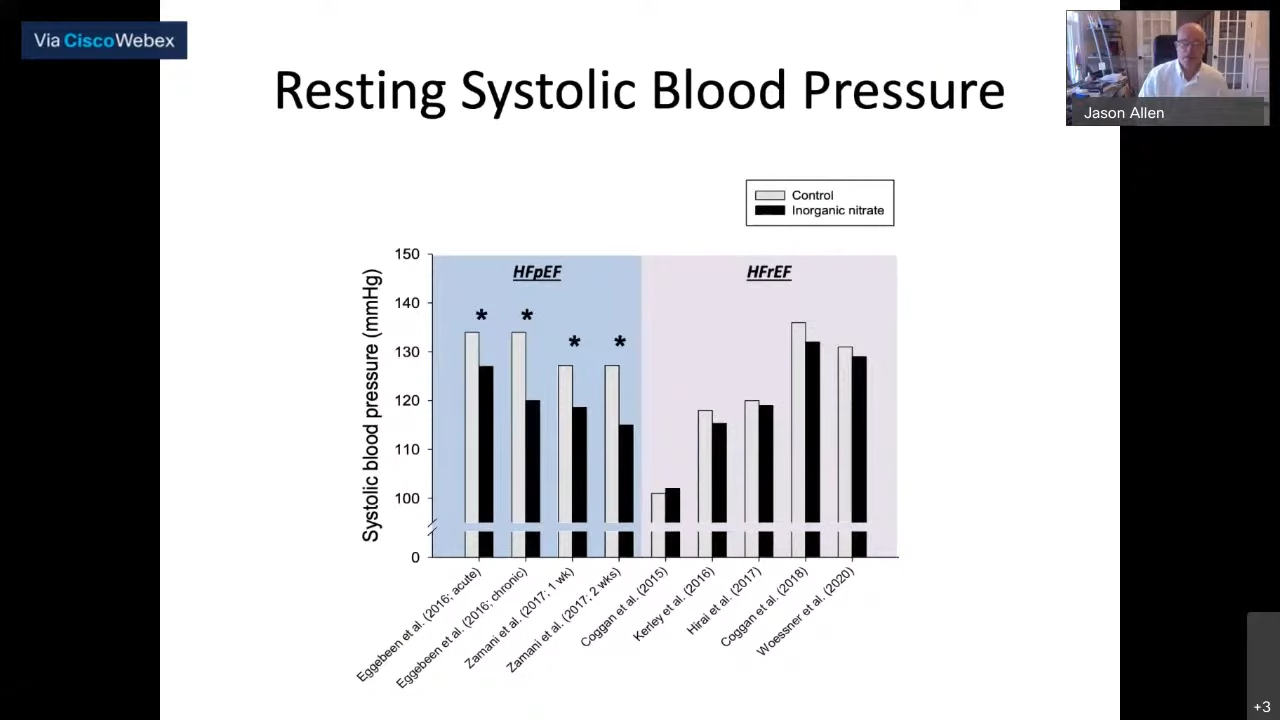 Via CiscoWebex
Resting Systolic Blood Pressure
Jason Allen
Control
Inorganic nitrate
Systolic blood pressure (mmHg)
150
140
130
120
110
100
0
HFpEF
HFrEF
*
*
*
*
Eggebeen et al. (2016; acute)
Eggebeen et al. (2016; chronic)
Zamani et al. (2017; 1 wk)
Zamani et al. (2017; 2 wks)
Coggan et al. (2015)
Kerley et al. (2016)
Hirai et al. (2017)
Coggan et al. (2018)
Woessner et al. (2020)
+3